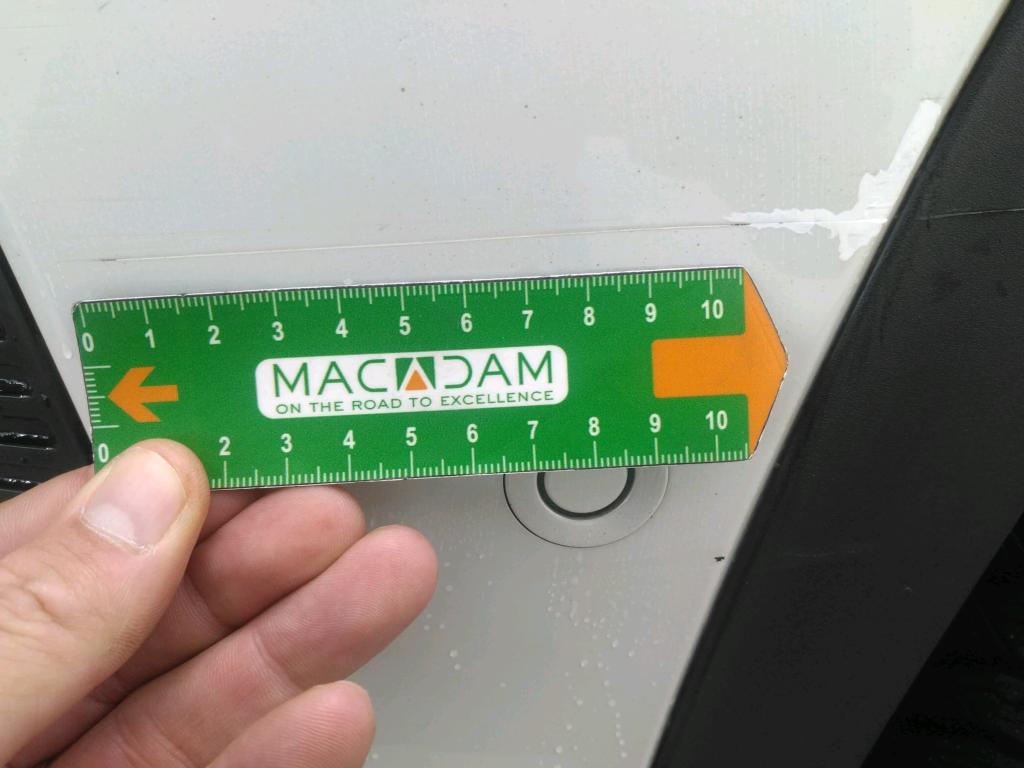 0 1 2 3 4 5 6 7 8 9 10
MACADAM
ON THE ROAD TO EXCELLENCE
0 2 3 4 5 6 7 8 9 10